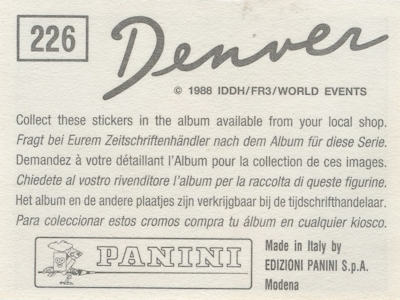 226
Denver
© 1988 IDDH/FR3/WORLD EVENTS
Collect these stickers in the album available from your local shop.
Fragt bei Eurem Zeitschriftenhändler nach dem Album für diese Serie.
Demandez à votre détaillant l'Album pour la collection de ces images.
Chiedete al vostro rivenditore l'album per la raccolta di queste figurine.
Het album en de andere plaatjes zijn verkrijgbaar bij de tijdschrifthandelaar.
Para coleccionar estos cromos compra tu álbum en cualquier kiosco.
PANINI
Made in Italy by
EDIZIONI PANINI S.p.A.
Modena